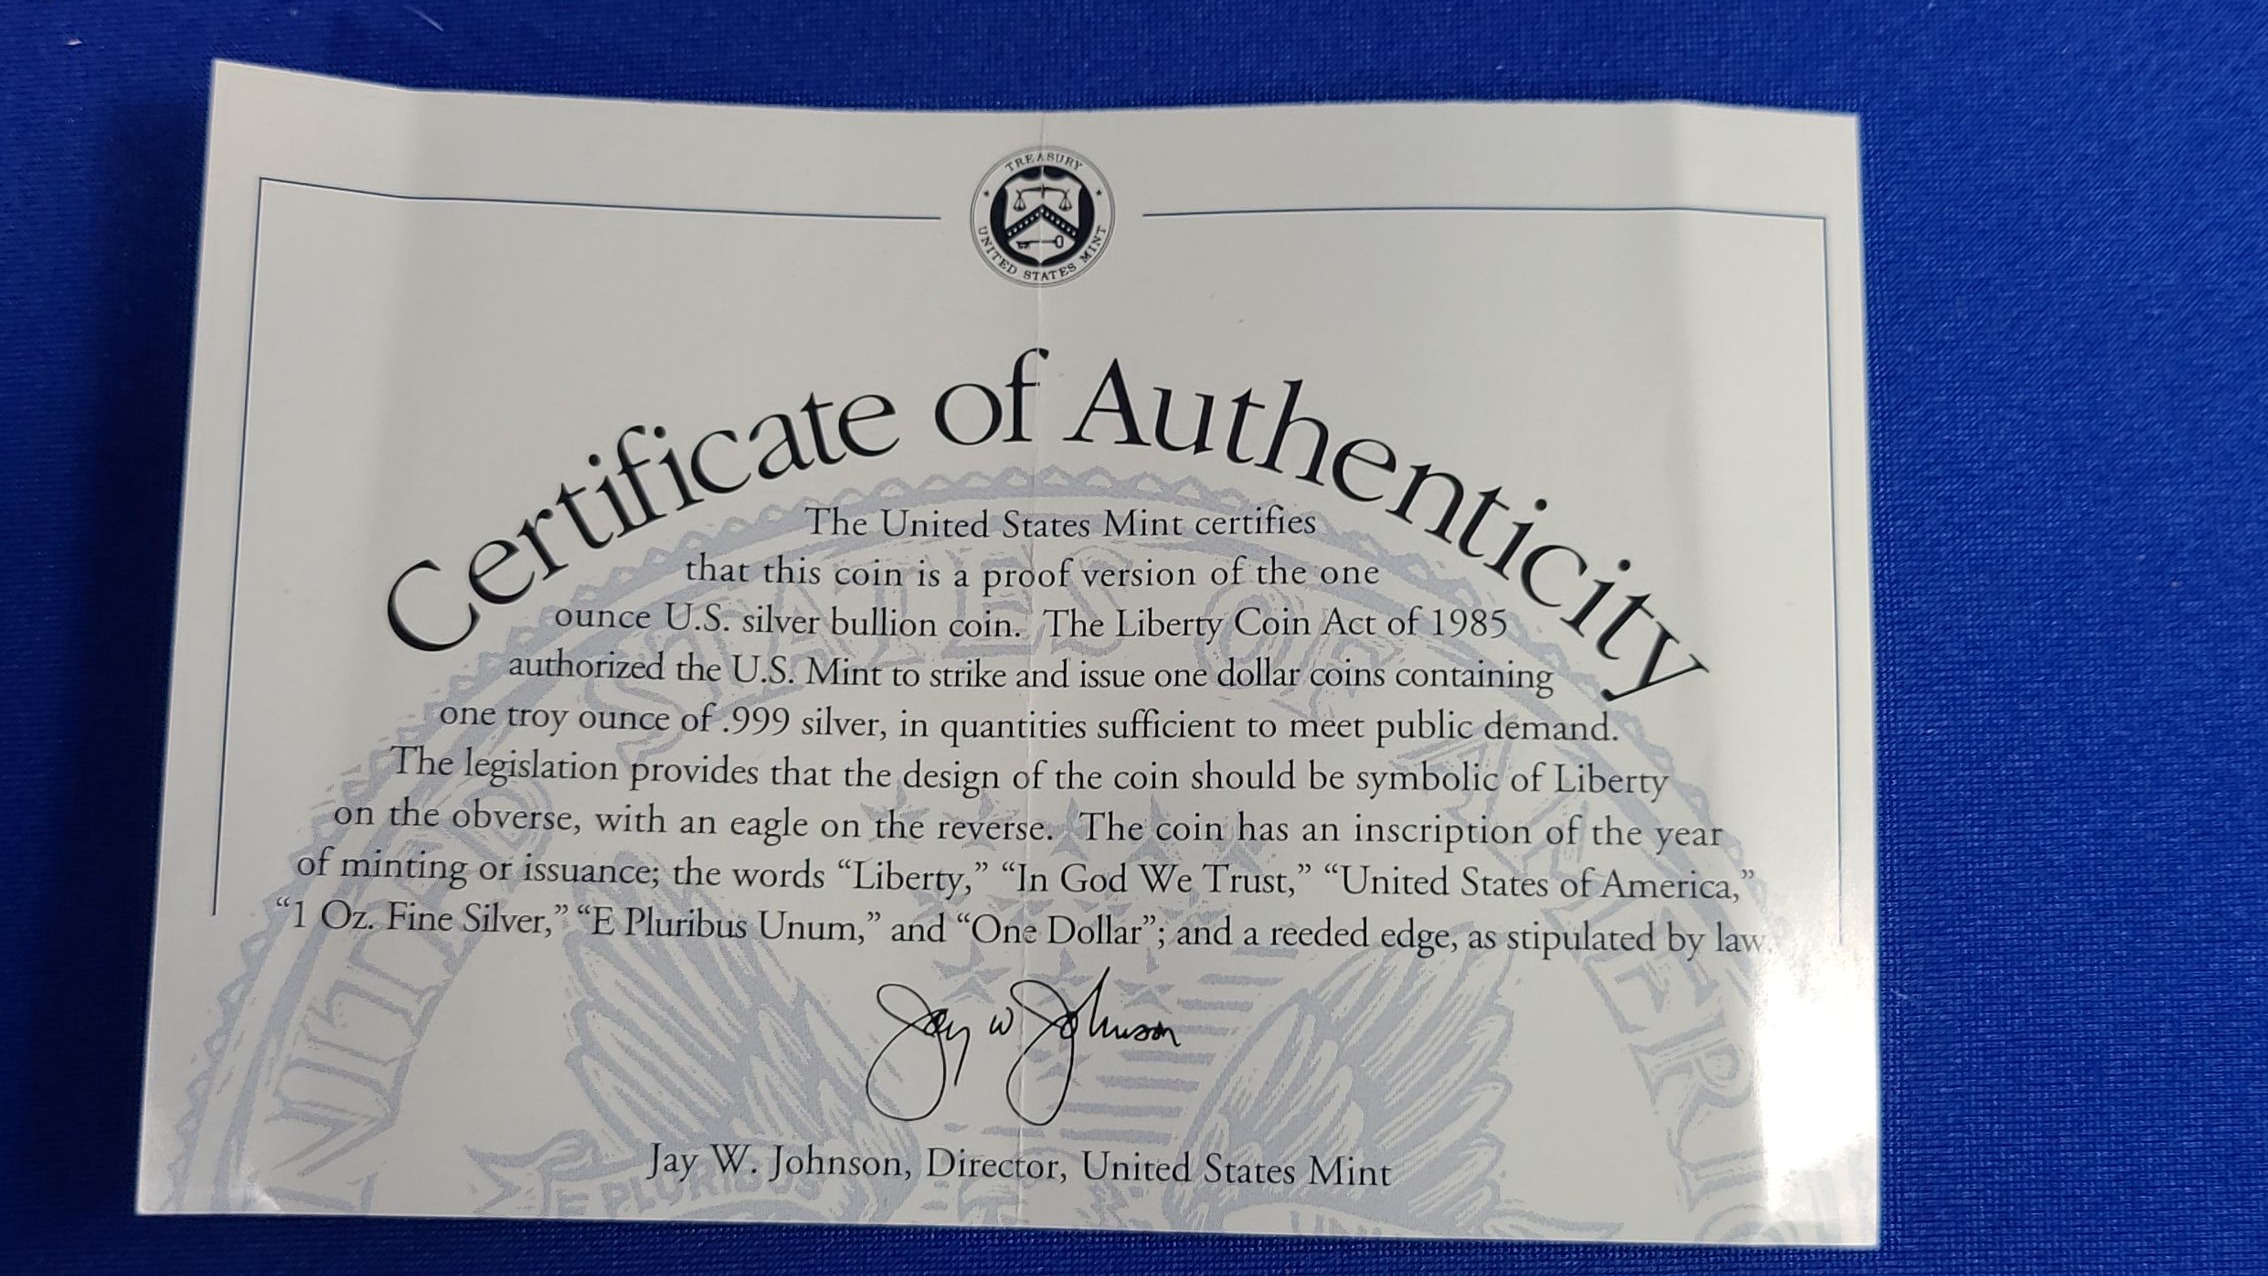 TREASURY
UNITED STATES MINT
Certificate of Authenticity
The United States Mint certifies
that this coin is a proof version of the one
ounce U.S. silver bullion coin. The Liberty Coin Act of 1985
authorized the U.S. Mint to strike and issue one dollar coins containing
one troy ounce of .999 silver, in quantities sufficient to meet public demand.
The legislation provides that the design of the coin should be symbolic of Liberty
on the obverse, with an eagle on the reverse. The coin has an inscription of the year
of minting or issuance; the words “Liberty,” “In God We Trust,” “United States of America,”
“1 Oz. Fine Silver,” “E Pluribus Unum,” and “One Dollar”; and a reeded edge, as stipulated by law.
Jay W Johnson
Jay W. Johnson, Director, United States Mint
UNITED STATES OF AMERIC
E PLURIBUS UN